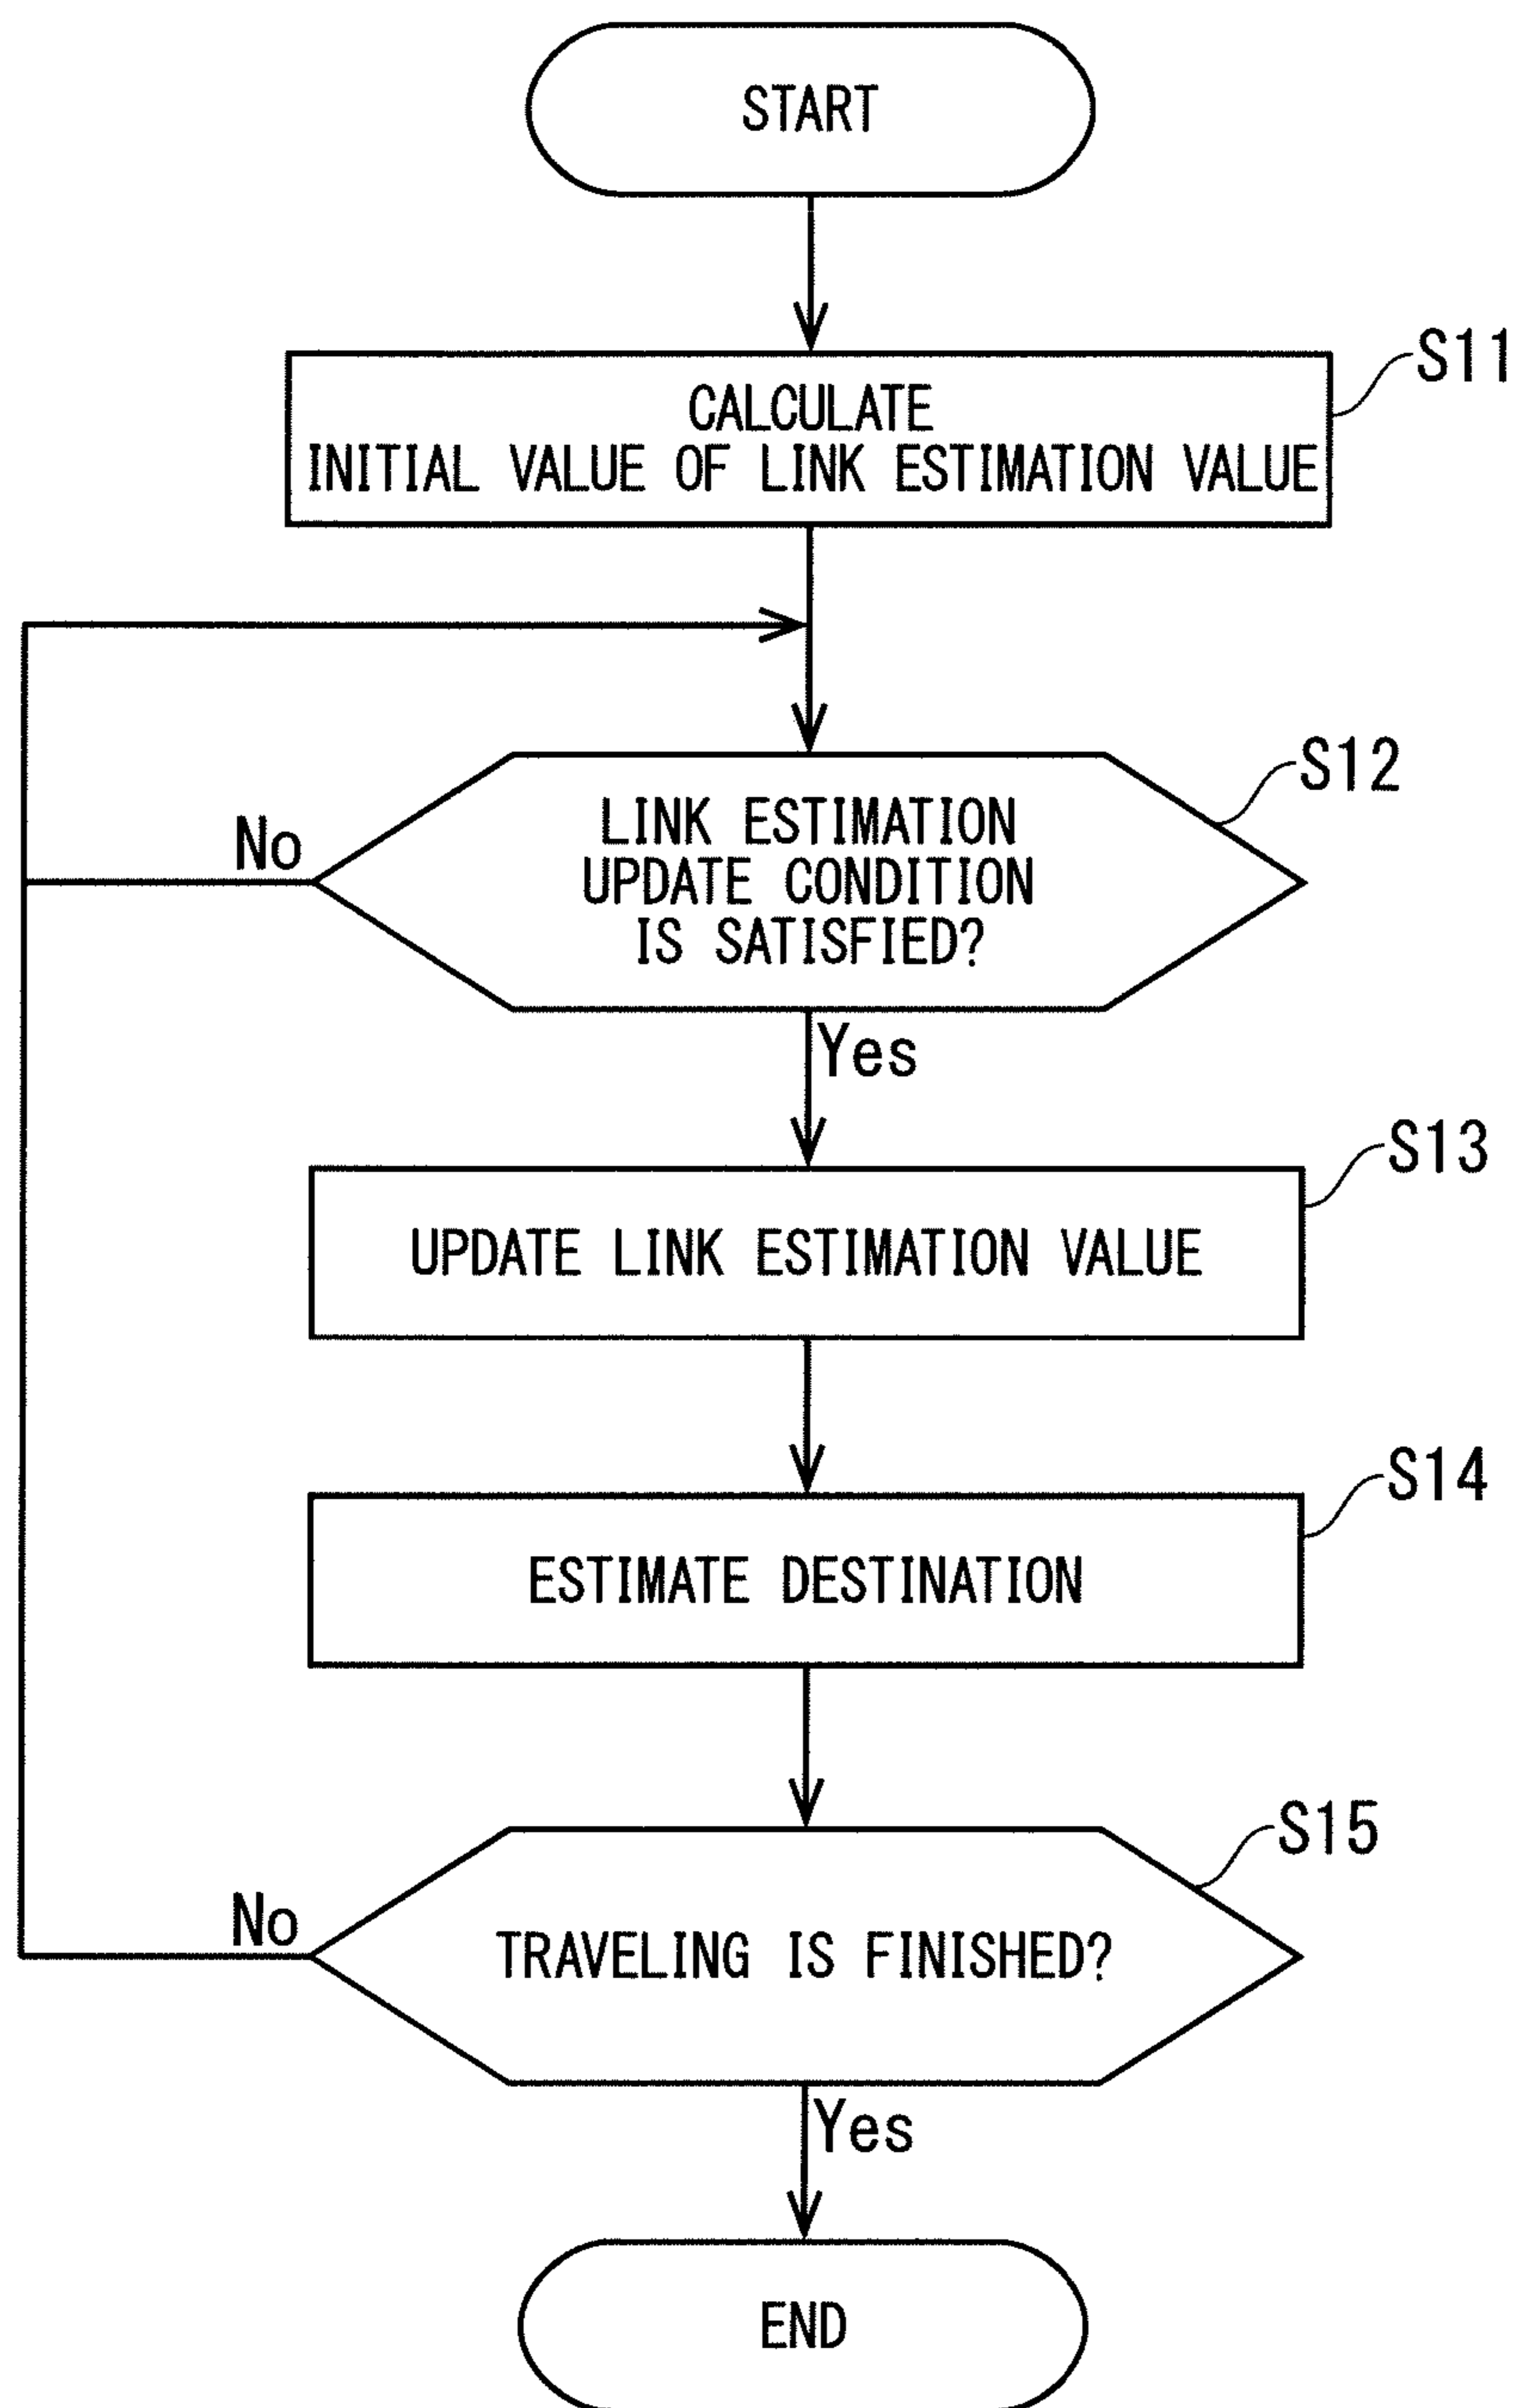 START
S11
CALCULATE
INITIAL VALUE OF LINK ESTIMATION VALUE
S12
No
LINK ESTIMATION
UPDATE CONDITION
IS SATISFIED?
Yes
S13
UPDATE LINK ESTIMATION VALUE
S14
ESTIMATE DESTINATION
S15
No
TRAVELING IS FINISHED?
Yes
END